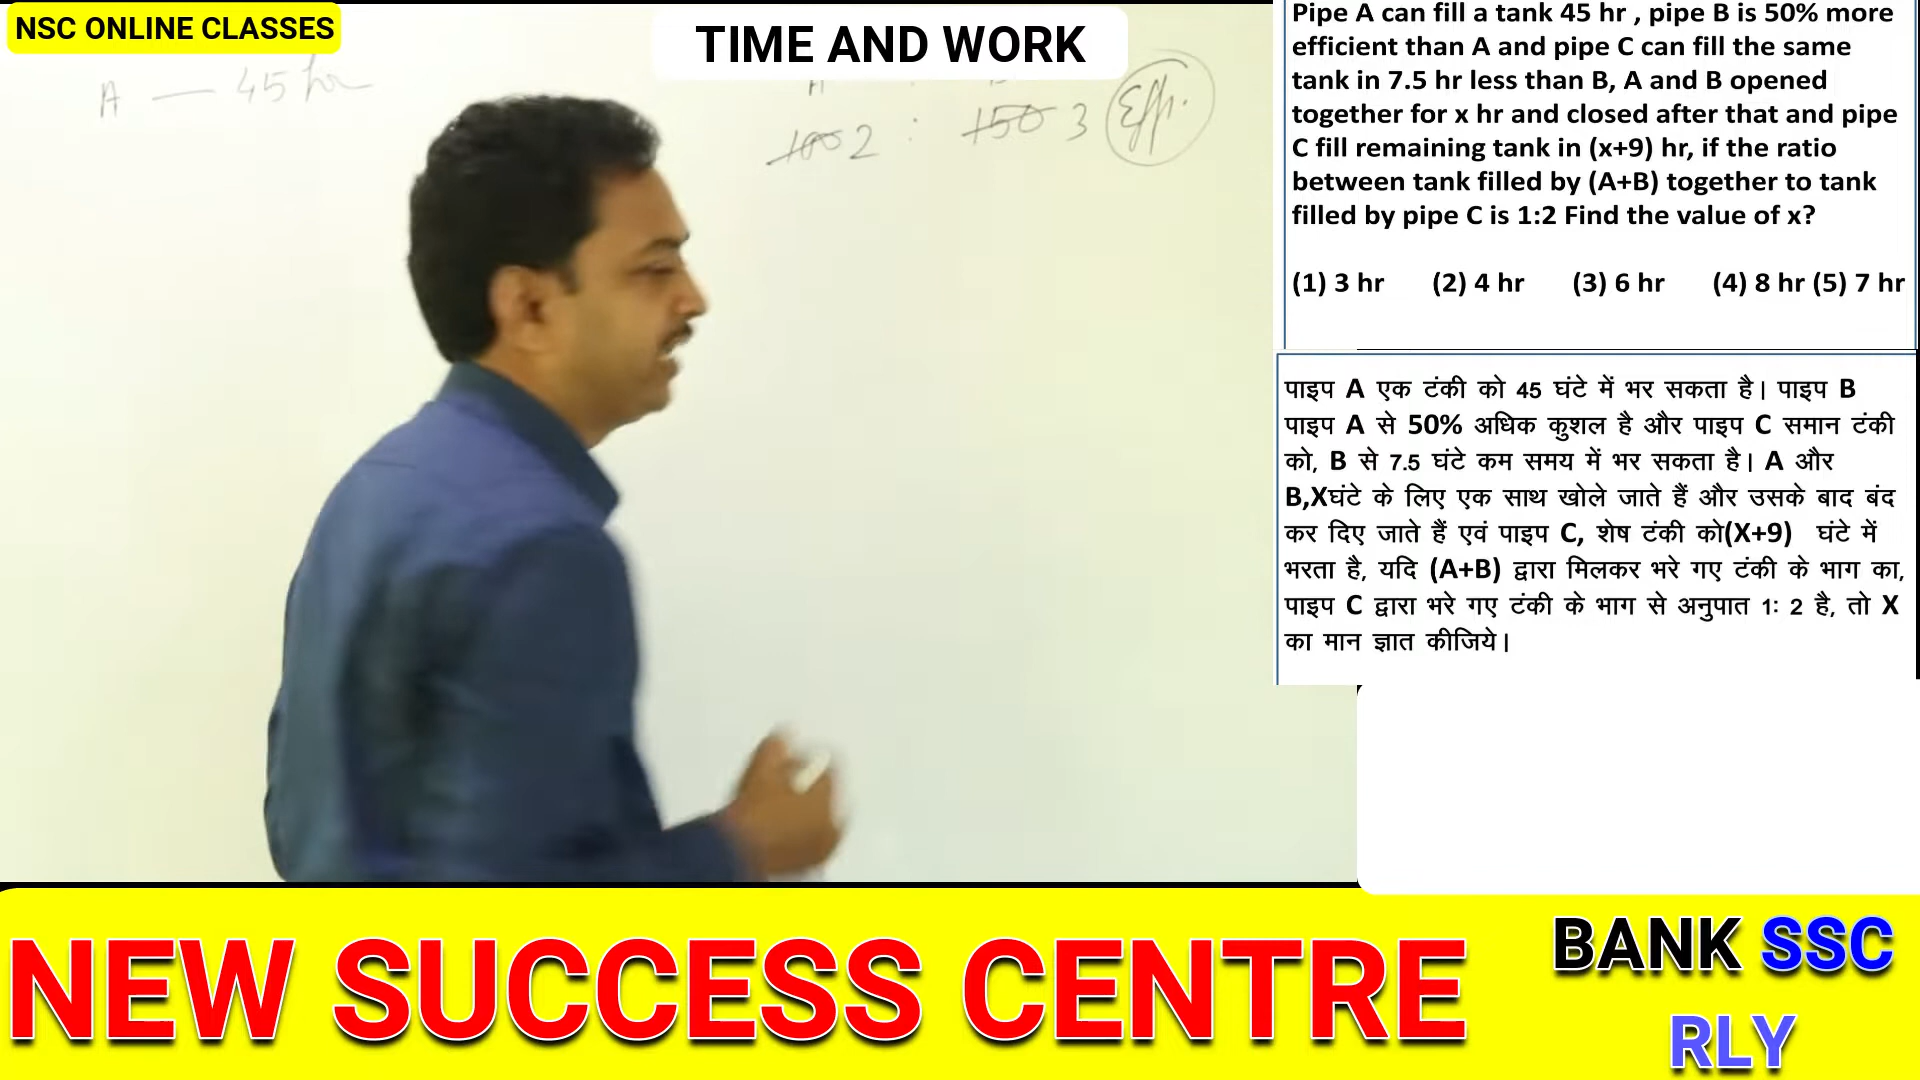 NSC ONLINE CLASSES
TIME AND WORK
A — 45 hr
100 2 : 150 3 Effi.
Pipe A can fill a tank 45 hr , pipe B is 50% more
efficient than A and pipe C can fill the same
tank in 7.5 hr less than B, A and B opened
together for x hr and closed after that and pipe
C fill remaining tank in (x+9) hr, if the ratio
between tank filled by (A+B) together to tank
filled by pipe C is 1:2 Find the value of x?
(1) 3 hr (2) 4 hr (3) 6 hr (4) 8 hr (5) 7 hr
पाइप A एक टंकी को 45 घंटे में भर सकता है। पाइप B
पाइप A से 50% अधिक कुशल है और पाइप C समान टंकी
को, B से 7.5 घंटे कम समय में भर सकता है। A और
B,Xघंटे के लिए एक साथ खोले जाते हैं और उसके बाद बंद
कर दिए जाते हैं एवं पाइप C, शेष टंकी को(X+9) घंटे में
भरता है, यदि (A+B) द्वारा मिलकर भरे गए टंकी के भाग का,
पाइप C द्वारा भरे गए टंकी के भाग से अनुपात 1: 2 है, तो X
का मान ज्ञात कीजिये।
NEW SUCCESS CENTRE
BANK SSC
RLY